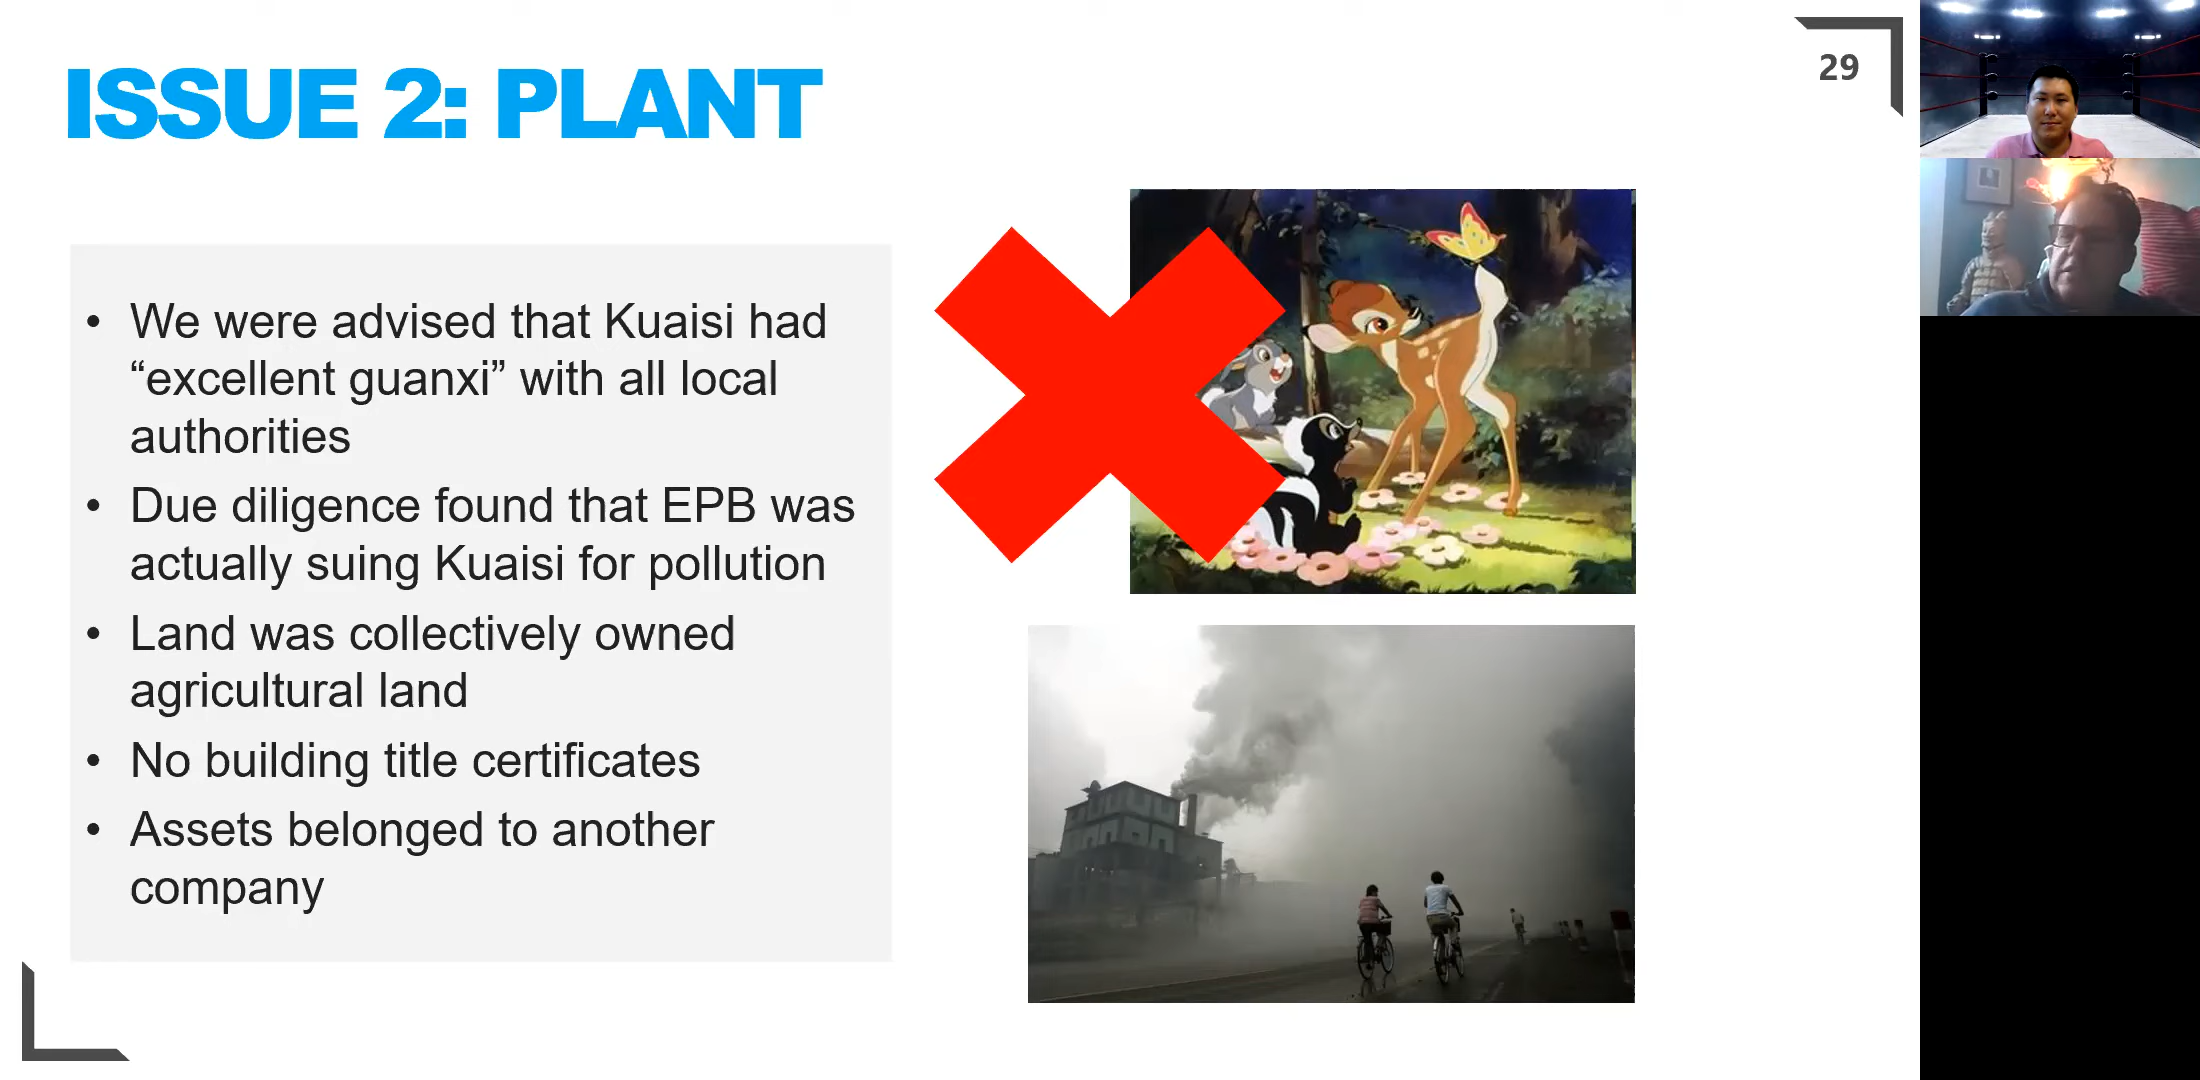 ISSUE 2: PLANT
29
• We were advised that Kuaisi had
“excellent guanxi” with all local
authorities
• Due diligence found that EPB was
actually suing Kuaisi for pollution
• Land was collectively owned
agricultural land
• No building title certificates
• Assets belonged to another
company